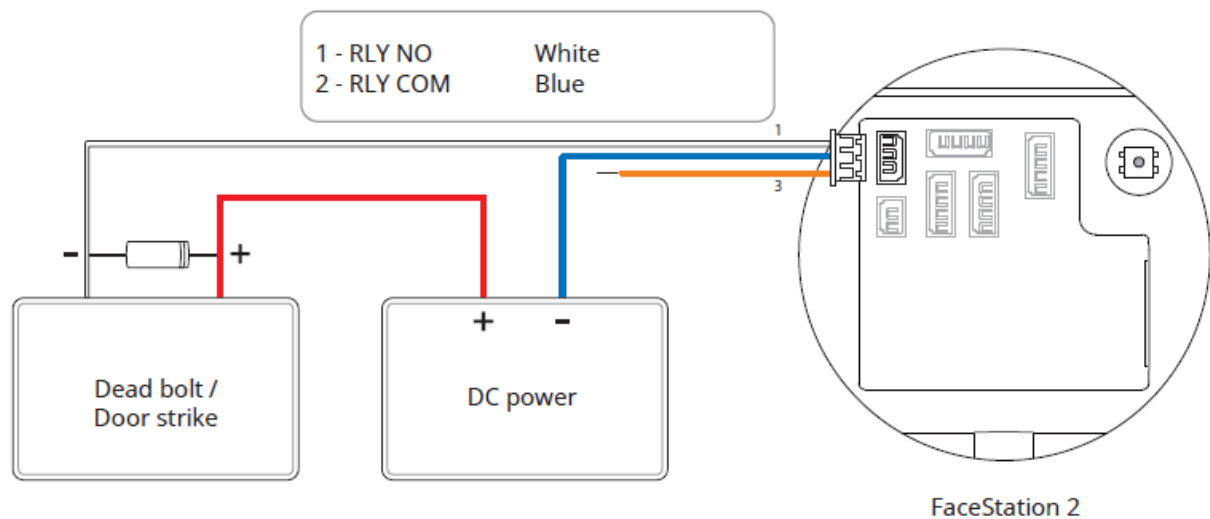 1 - RLY NO White
2 - RLY COM Blue
1
3
- +
+ -
Dead bolt /
Door strike
DC power
FaceStation 2